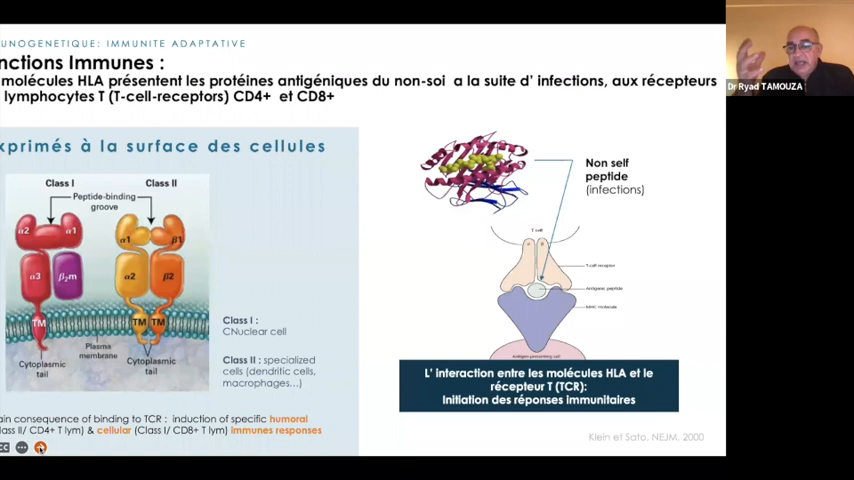 UNOGENETIQUE: IMMUNITE ADAPTATIVE
nctions Immunes :
molécules HLA présentent les protéines antigéniques du non-soi a la suite d' infections, aux récepteurs
lymphocytes T (T-cell-receptors) CD4+ et CD8+
Dr Ryad TAMOUZA
xprimés à la surface des cellules
Class I
Class II
Peptide-binding
groove
α2
α1
α1
β1
α3
β2m
α2
β2
TM
TM
TM
Plasma
membrane
Cytoplasmic
tail
Cytoplasmic
tail
Class I :
CNuclear cell
Class II : specialized
cells (dendritic cells,
macrophages...)
ain consequence of binding to TCR : induction of specific humoral
lass II/ CD4+ T lym) & cellular (Class I/ CD8+ T lym) immunes responses
CC
Non self
peptide
(infections)
T cell
α
β
T-cell receptor
Antigenic peptide
MHC molecule
Antigen-presenting cell
L' interaction entre les molécules HLA et le
récepteur T (TCR):
Initiation des réponses immunitaires
Klein et Sato, NEJM, 2000